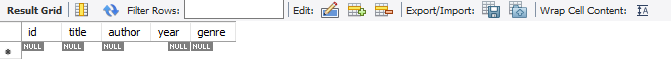 Result Grid Filter Rows: Edit: Export/Import: Wrap Cell Content: IA
id title author year genre
NULL NULL NULL NULL NULL